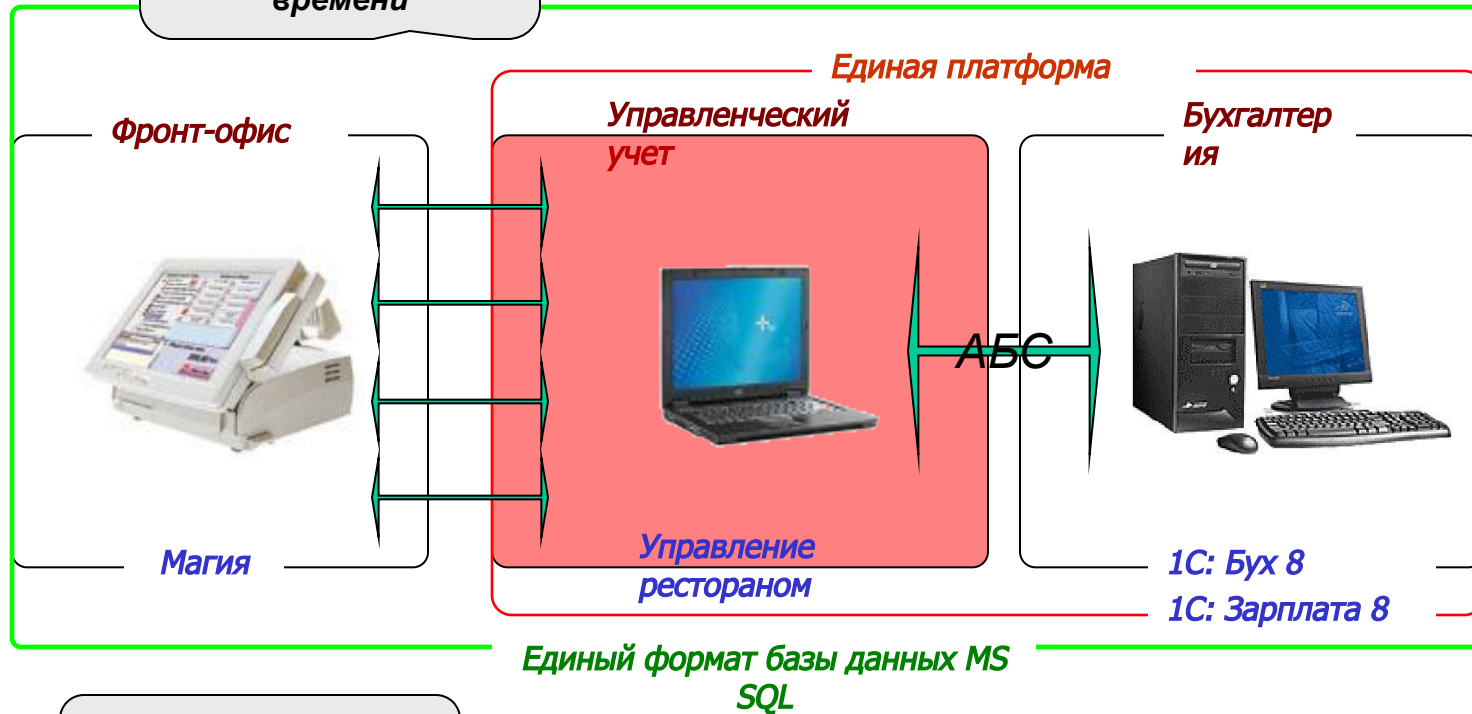 времени
Единая платформа
Фронт-офис
Управленческий
учет
Бухгалтер
ия
АБС
Магия
Управление
рестораном
1С: Бух 8
1С: Зарплата 8
Единый формат базы данных MS
SQL